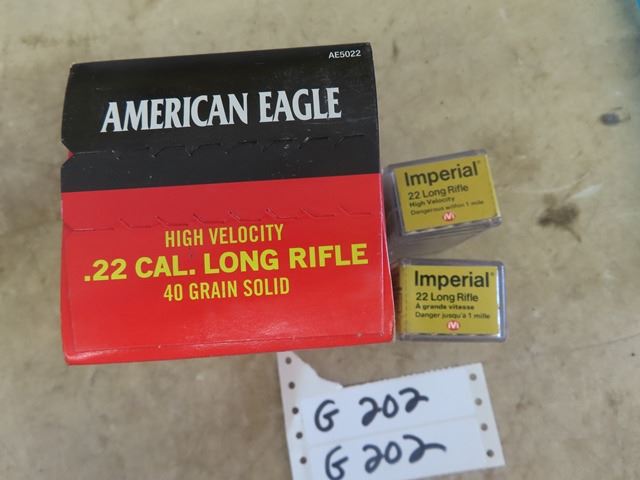 AE5022
AMERICAN EAGLE
HIGH VELOCITY
.22 CAL. LONG RIFLE
40 GRAIN SOLID
Imperial®
22 Long Rifle
High Velocity
Dangerous within 1 mile
Imperial®
22 Long Rifle
À grande vitesse
Danger jusqu'à 1 mille
G 202
G 202